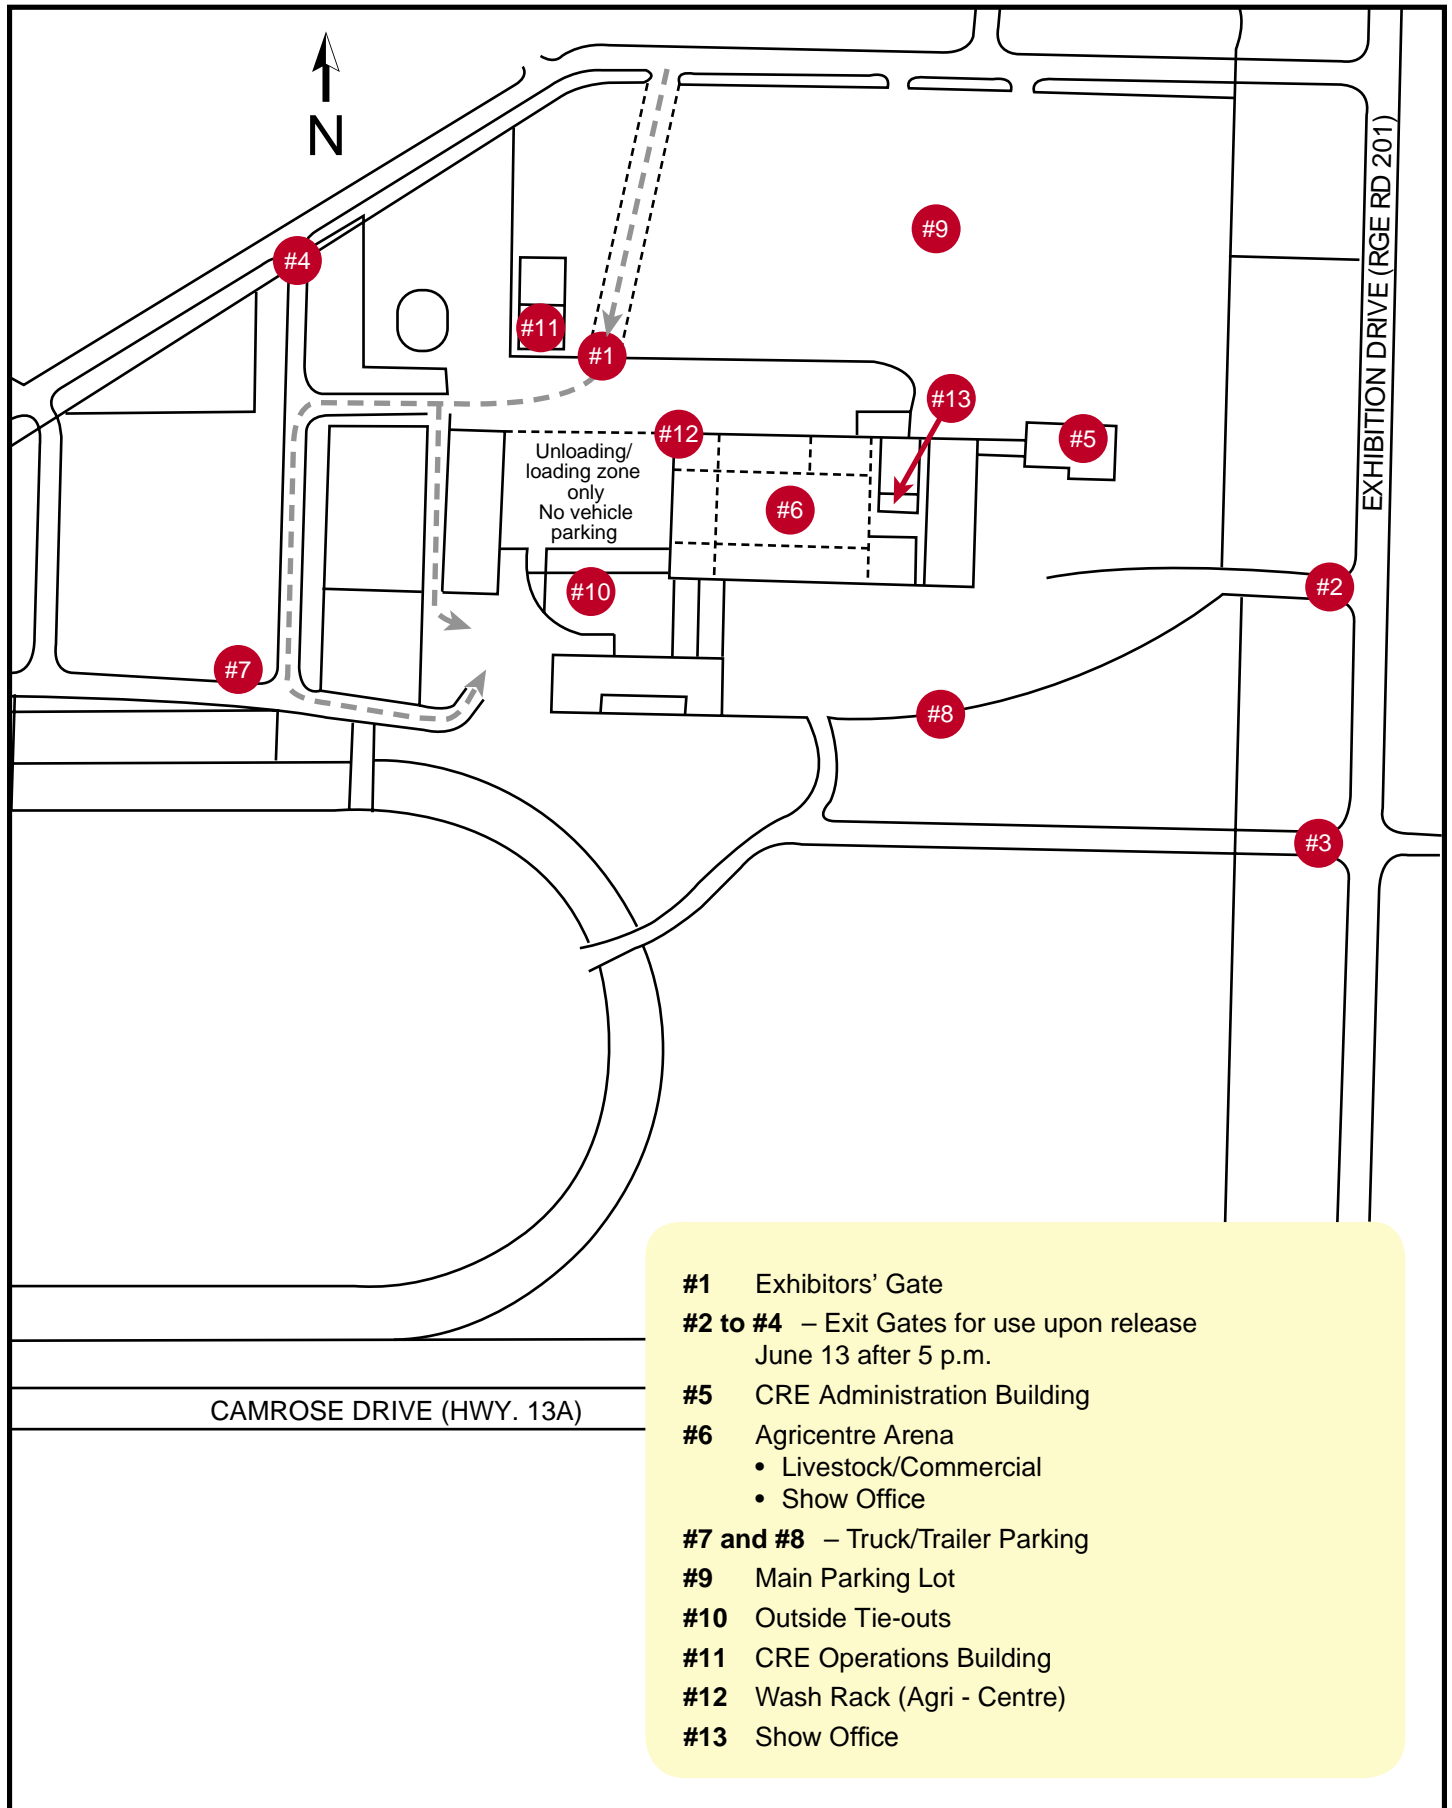 N
#9
#4
#11
#1
#13
#12
#5
Unloading/
loading zone
only
No vehicle
parking
#6
EXHIBITION DRIVE (RGE RD 201)
#10
#2
#7
#8
#3
CAMROSE DRIVE (HWY. 13A)
#1 Exhibitors' Gate
#2 to #4 – Exit Gates for use upon release
June 13 after 5 p.m.
#5 CRE Administration Building
#6 Agricentre Arena
• Livestock/Commercial
• Show Office
#7 and #8 – Truck/Trailer Parking
#9 Main Parking Lot
#10 Outside Tie-outs
#11 CRE Operations Building
#12 Wash Rack (Agri - Centre)
#13 Show Office